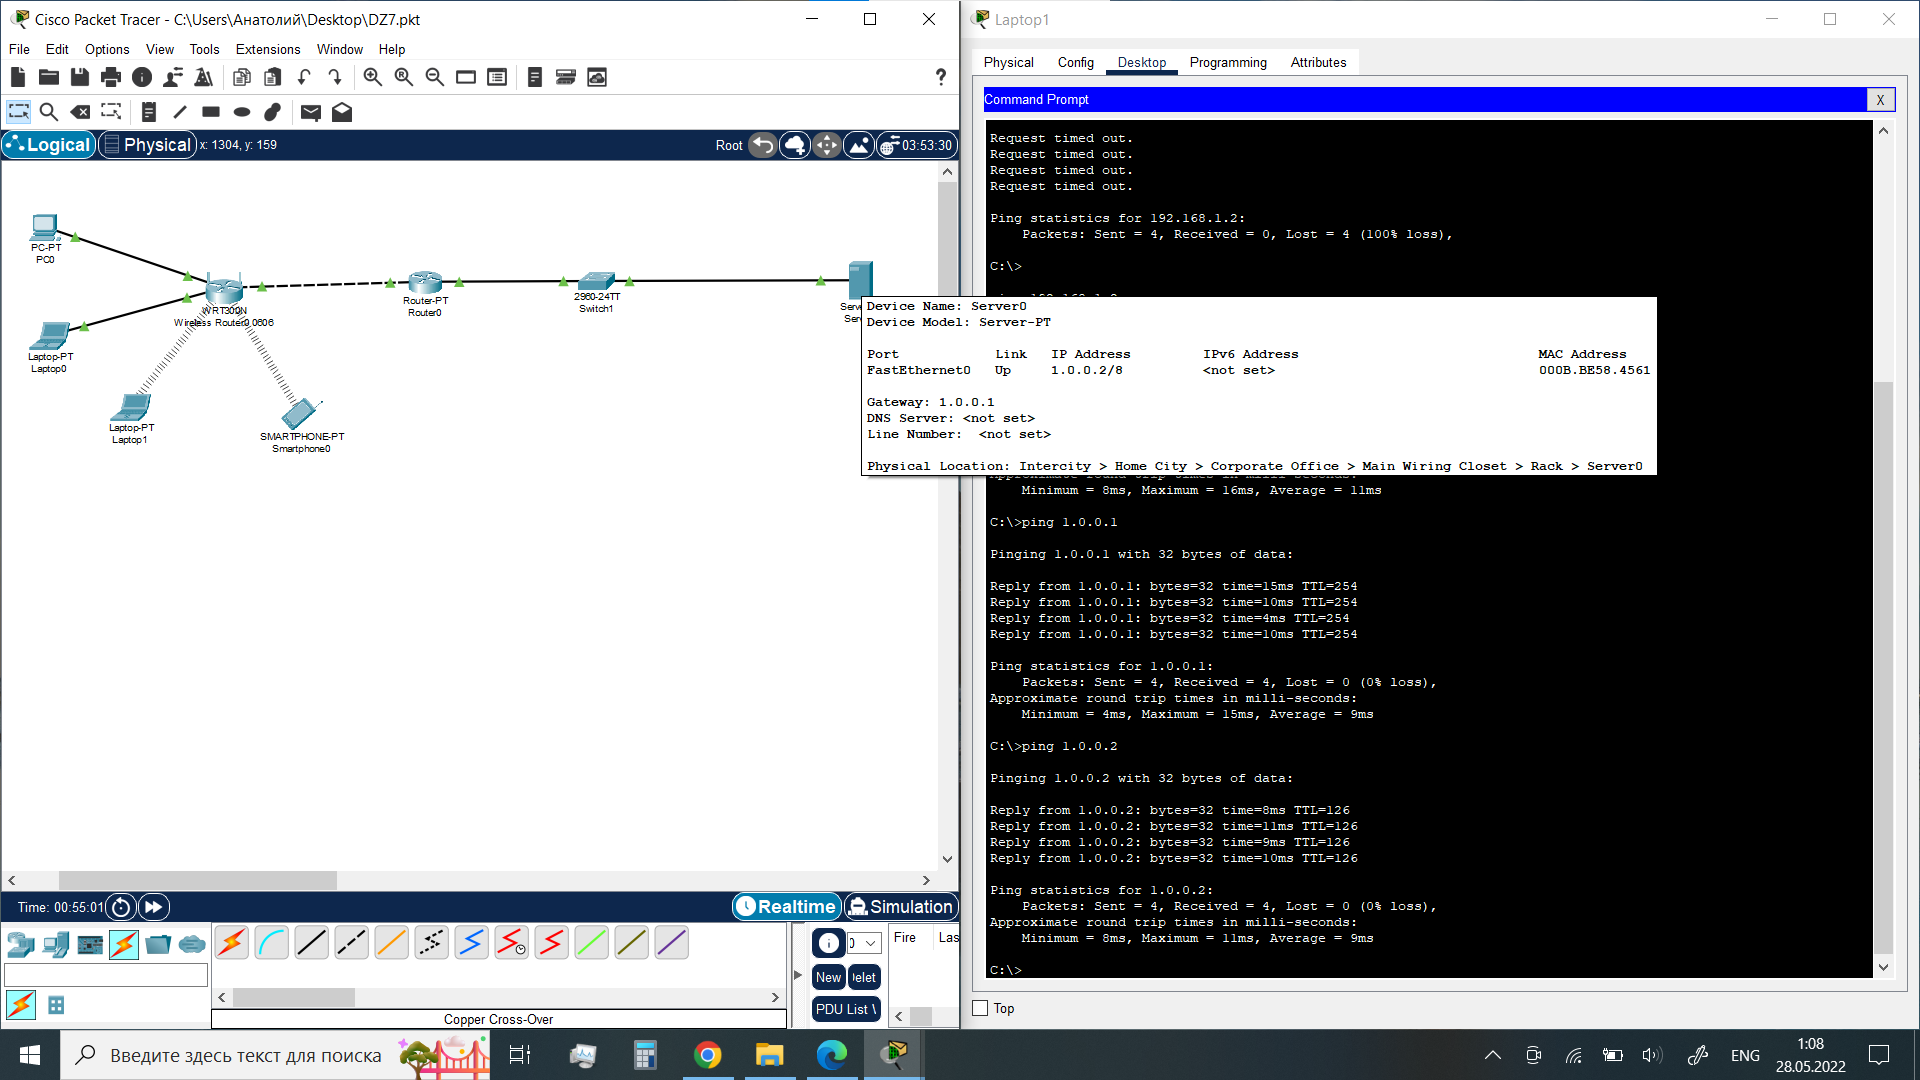 Cisco Packet Tracer - C:\Users\Анатолий\Desktop\DZ7.pkt
File Edit Options View Tools Extensions Window Help
?
Logical Physical x: 1304, y: 159
Root 03:53:30
PC-PT
PC0
Laptop-PT
Laptop0
WRT300N
Wireless Router0 0606
Router-PT
Router0
2960-24TT
Switch1
Laptop-PT
Laptop1
SMARTPHONE-PT
Smartphone0
Serve
Ser
Device Name: Server0
Device Model: Server-PT
Port Link IP Address IPv6 Address MAC Address
FastEthernet0 Up 1.0.0.2/8 <not set> 000B.BE58.4561
Gateway: 1.0.0.1
DNS Server: <not set>
Line Number: <not set>
Physical Location: Intercity > Home City > Corporate Office > Main Wiring Closet > Rack > Server0
Time: 00:55:01
Realtime Simulation
0
Fire Las
New elet
PDU List
Copper Cross-Over
Laptop1
Physical Config Desktop Programming Attributes
Command Prompt
X
Request timed out.
Request timed out.
Request timed out.
Request timed out.
Ping statistics for 192.168.1.2:
Packets: Sent = 4, Received = 0, Lost = 4 (100% loss),
C:\>
Approximate round trip times in milli-seconds:
Minimum = 8ms, Maximum = 16ms, Average = 11ms
C:\>ping 1.0.0.1
Pinging 1.0.0.1 with 32 bytes of data:
Reply from 1.0.0.1: bytes=32 time=15ms TTL=254
Reply from 1.0.0.1: bytes=32 time=10ms TTL=254
Reply from 1.0.0.1: bytes=32 time=4ms TTL=254
Reply from 1.0.0.1: bytes=32 time=10ms TTL=254
Ping statistics for 1.0.0.1:
Packets: Sent = 4, Received = 4, Lost = 0 (0% loss),
Approximate round trip times in milli-seconds:
Minimum = 4ms, Maximum = 15ms, Average = 9ms
C:\>ping 1.0.0.2
Pinging 1.0.0.2 with 32 bytes of data:
Reply from 1.0.0.2: bytes=32 time=8ms TTL=126
Reply from 1.0.0.2: bytes=32 time=11ms TTL=126
Reply from 1.0.0.2: bytes=32 time=9ms TTL=126
Reply from 1.0.0.2: bytes=32 time=10ms TTL=126
Ping statistics for 1.0.0.2:
Packets: Sent = 4, Received = 4, Lost = 0 (0% loss),
Approximate round trip times in milli-seconds:
Minimum = 8ms, Maximum = 11ms, Average = 9ms
C:\>
Top
Введите здесь текст для поиска
ENG
1:08
28.05.2022